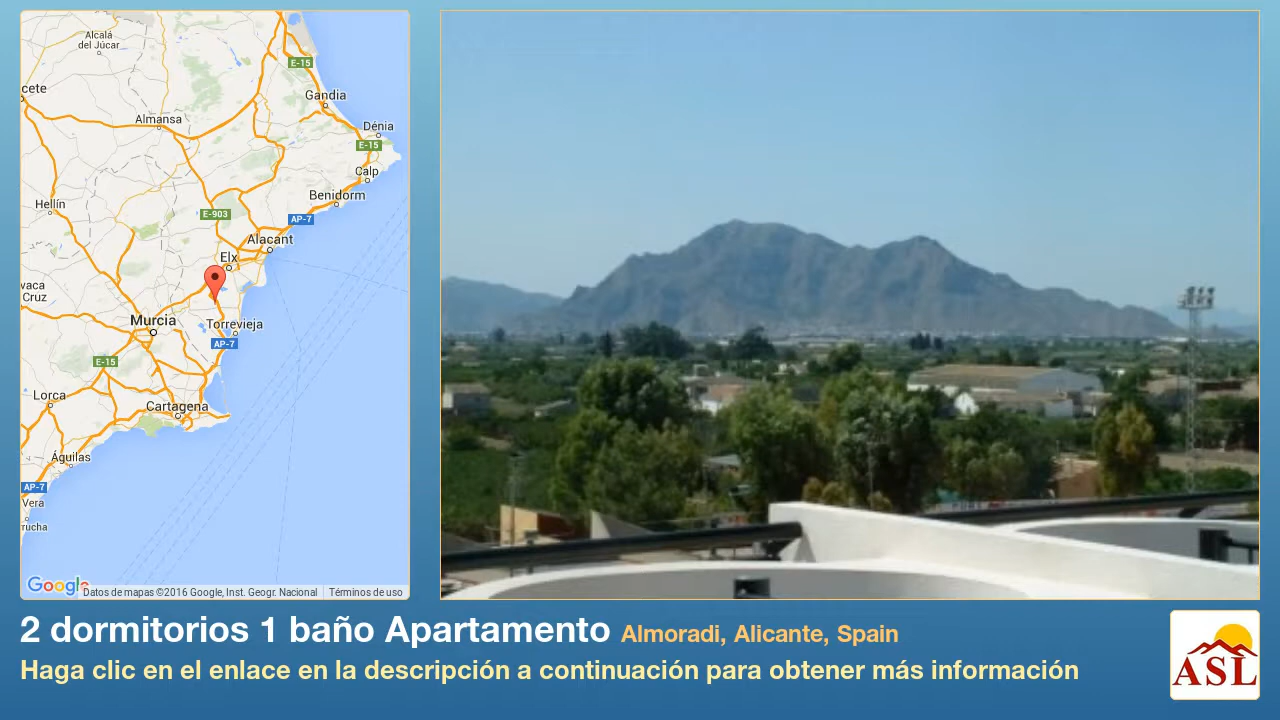 Alcalá
del Júcar
E-15
cete
Gandia
Almansa
Dénia
E-15
Calp
Benidorm
Hellín
E-903
AP-7
Alacant
Elx
vaca
Cruz
Murcia
Torrevieja
AP-7
E-15
Lorca
Cartagena
Águilas
AP-7
Vera
rrucha
Google
Datos de mapas ©2016 Google, Inst. Geogr. Nacional
Términos de uso
2 dormitorios 1 baño Apartamento Almoradi, Alicante, Spain
Haga clic en el enlace en la descripción a continuación para obtener más información
ASL